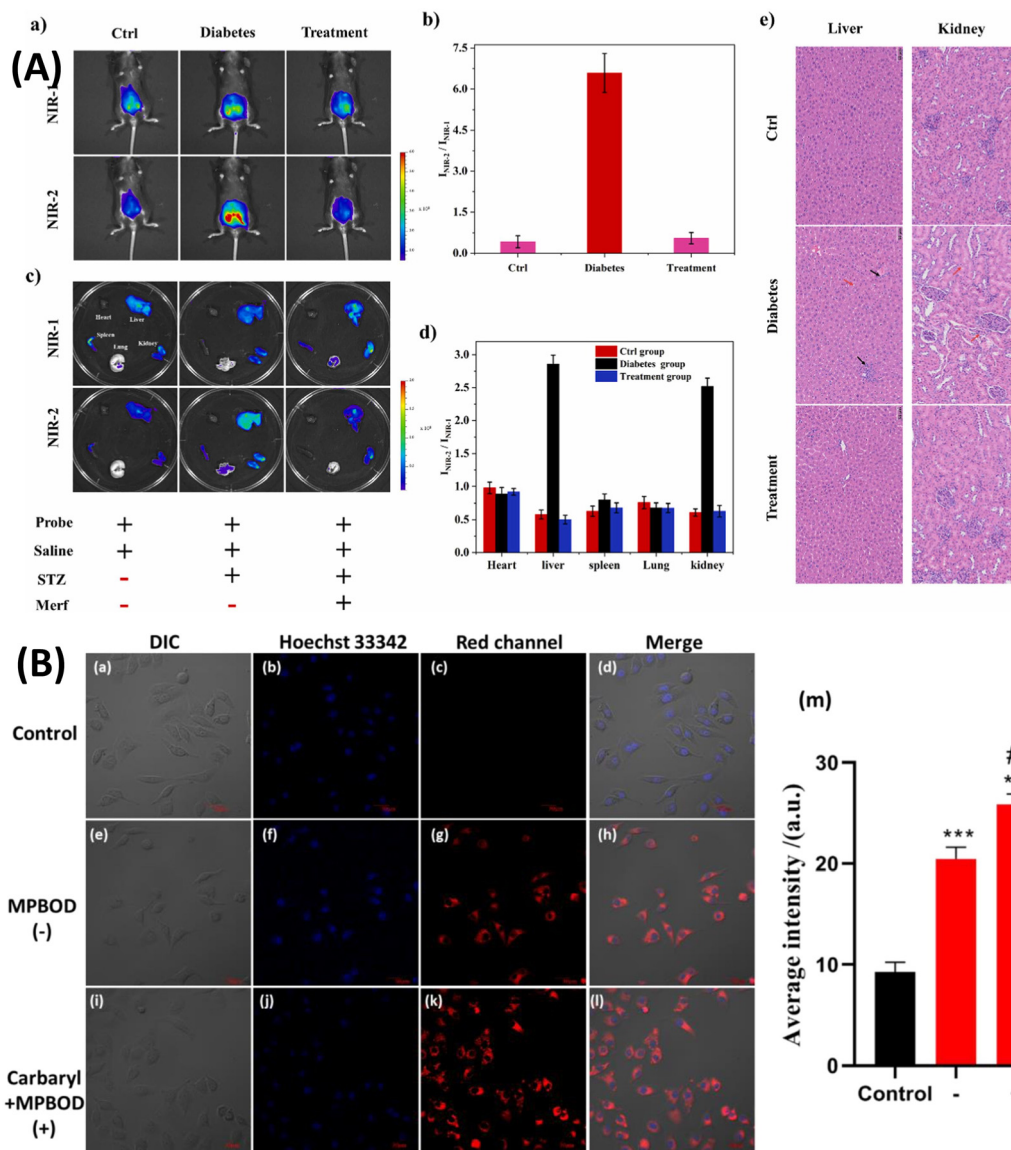 a)
Ctrl Diabetes Treatment
(A)
NIR-1
NIR-2
b)
I NIR-2 / I NIR-1
7.5
6.0
4.5
3.0
1.5
0.0
Ctrl Diabetes Treatment
c)
NIR-1
Heart Liver
Spleen
Lung Kidney
NIR-2
Probe + + +
Saline + + +
STZ - + +
Merf - - +
d)
I NIR-2 / I NIR-1
3.0
2.5
2.0
1.5
1.0
0.5
0.0
Ctrl group
Diabetes group
Treatment group
Heart liver spleen Lung kidney
e)
Liver Kidney
Ctrl
Diabetes
Treatment
(B)
DIC Hoechst 33342 Red channel Merge
Control
(a) (b) (c) (d)
MPBOD
(-)
(e) (f) (g) (h)
Carbaryl
+MPBOD
(+)
(i) (j) (k) (l)
(m)
Average intensity /(a.u.)
30
20
10
0
***
#
*
Control -